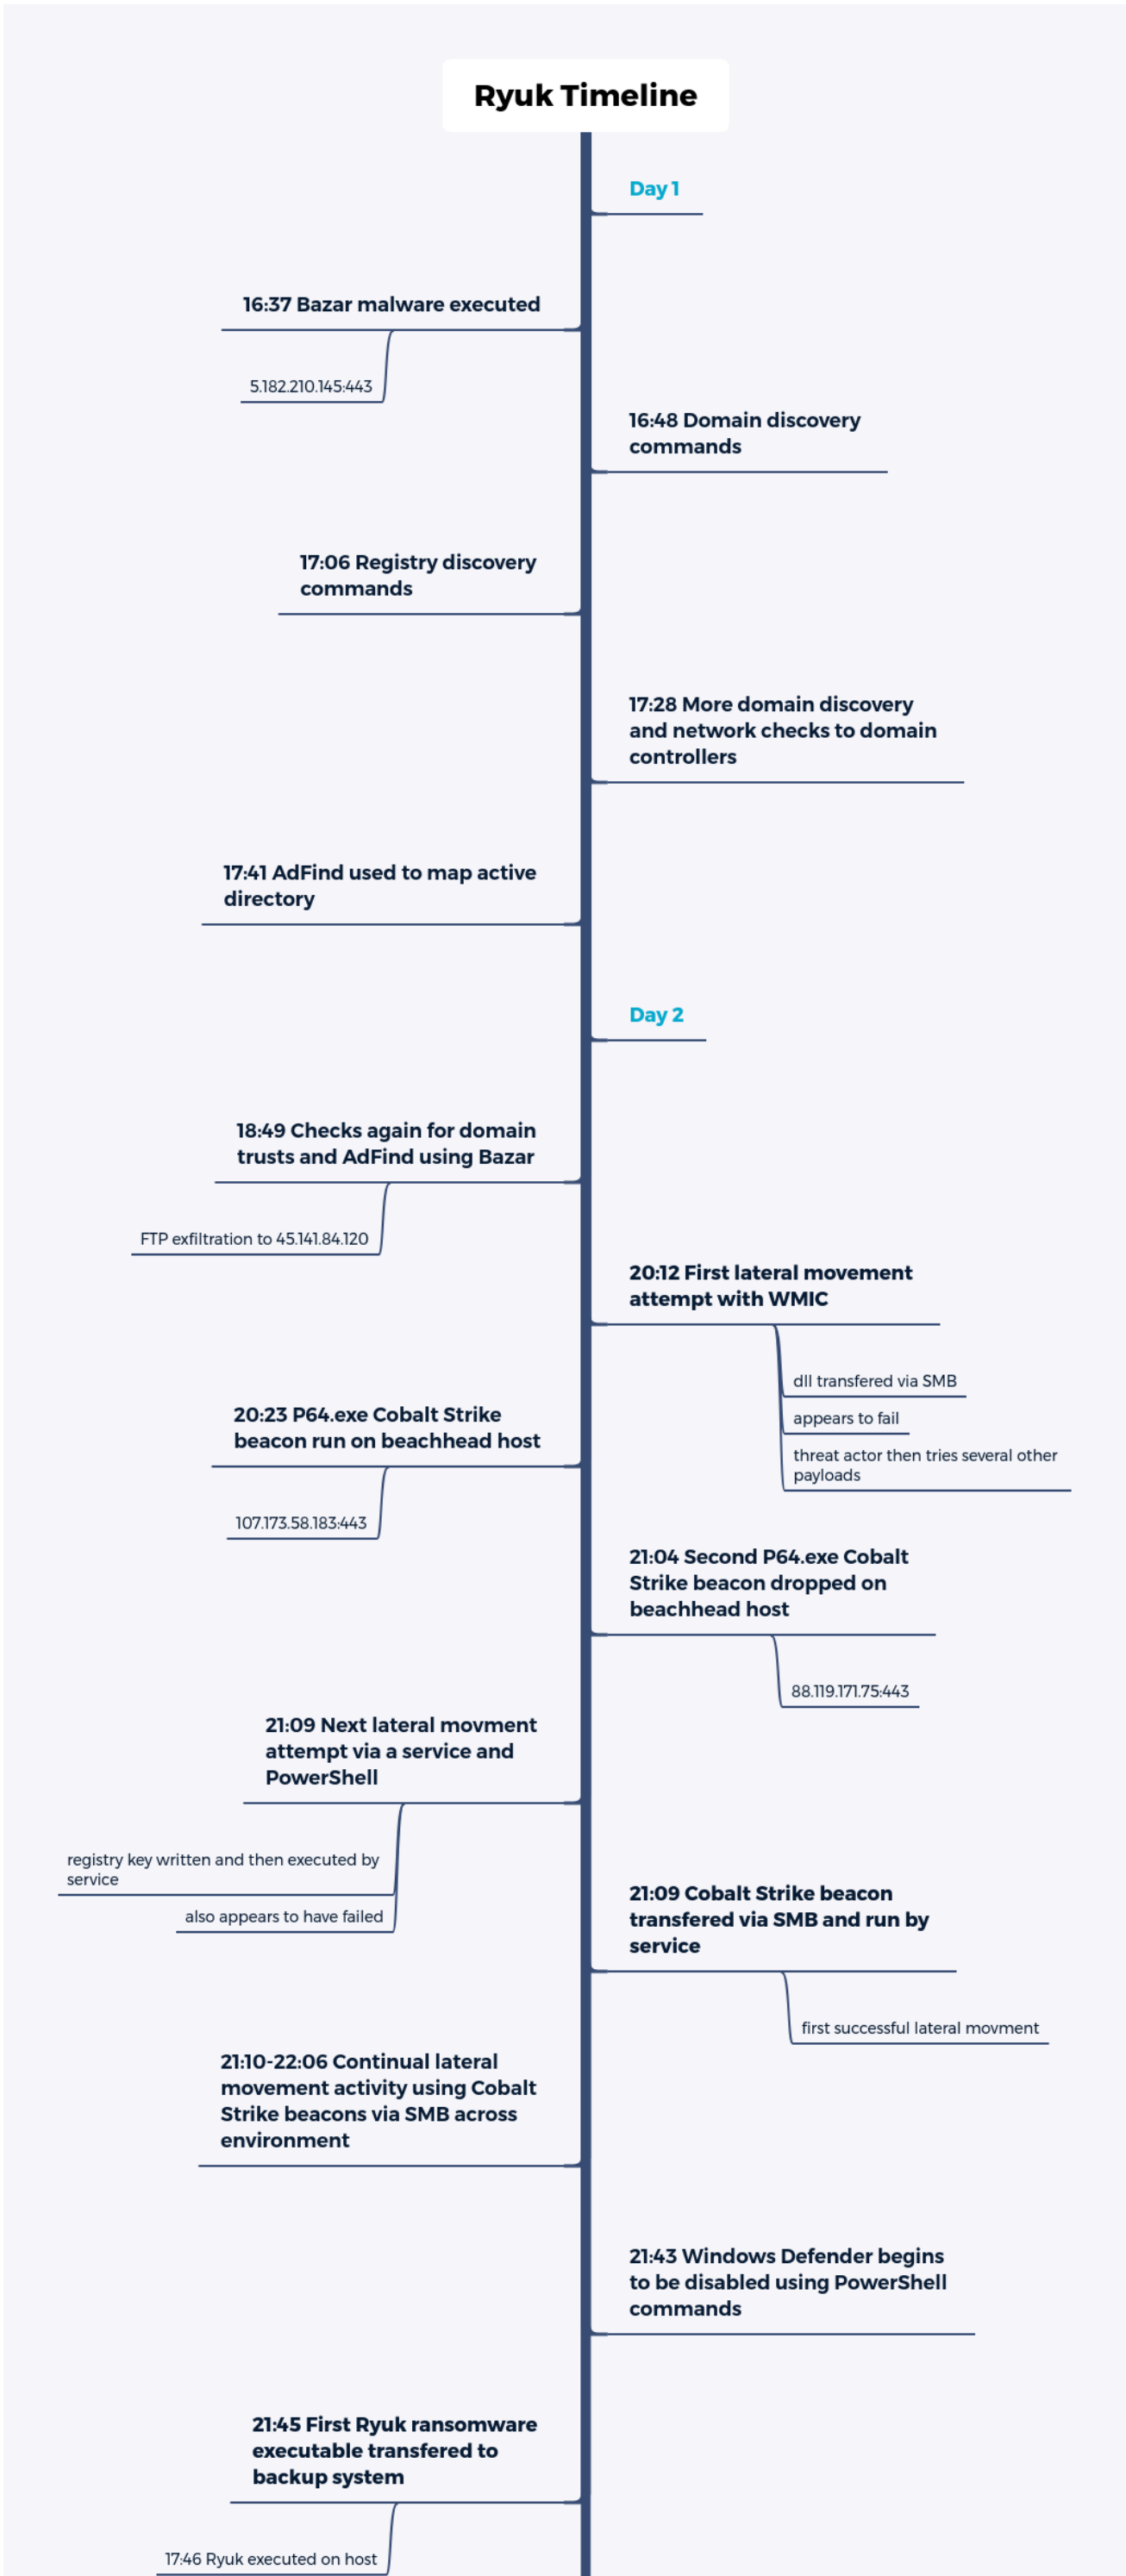 Ryuk Timeline
Day 1
16:37 Bazar malware executed
5.182.210.145:443
16:48 Domain discovery
commands
17:06 Registry discovery
commands
17:28 More domain discovery
and network checks to domain
controllers
17:41 AdFind used to map active
directory
Day 2
18:49 Checks again for domain
trusts and AdFind using Bazar
FTP exfiltration to 45.141.84.120
20:12 First lateral movement
attempt with WMIC
dll transfered via SMB
appears to fail
threat actor then tries several other
payloads
20:23 P64.exe Cobalt Strike
beacon run on beachhead host
107.173.58.183:443
21:04 Second P64.exe Cobalt
Strike beacon dropped on
beachhead host
88.119.171.75:443
21:09 Next lateral movment
attempt via a service and
PowerShell
registry key written and then executed by
service
also appears to have failed
21:09 Cobalt Strike beacon
transfered via SMB and run by
service
first successful lateral movment
21:10-22:06 Continual lateral
movement activity using Cobalt
Strike beacons via SMB across
environment
21:43 Windows Defender begins
to be disabled using PowerShell
commands
21:45 First Ryuk ransomware
executable transfered to
backup system
17:46 Ryuk executed on host